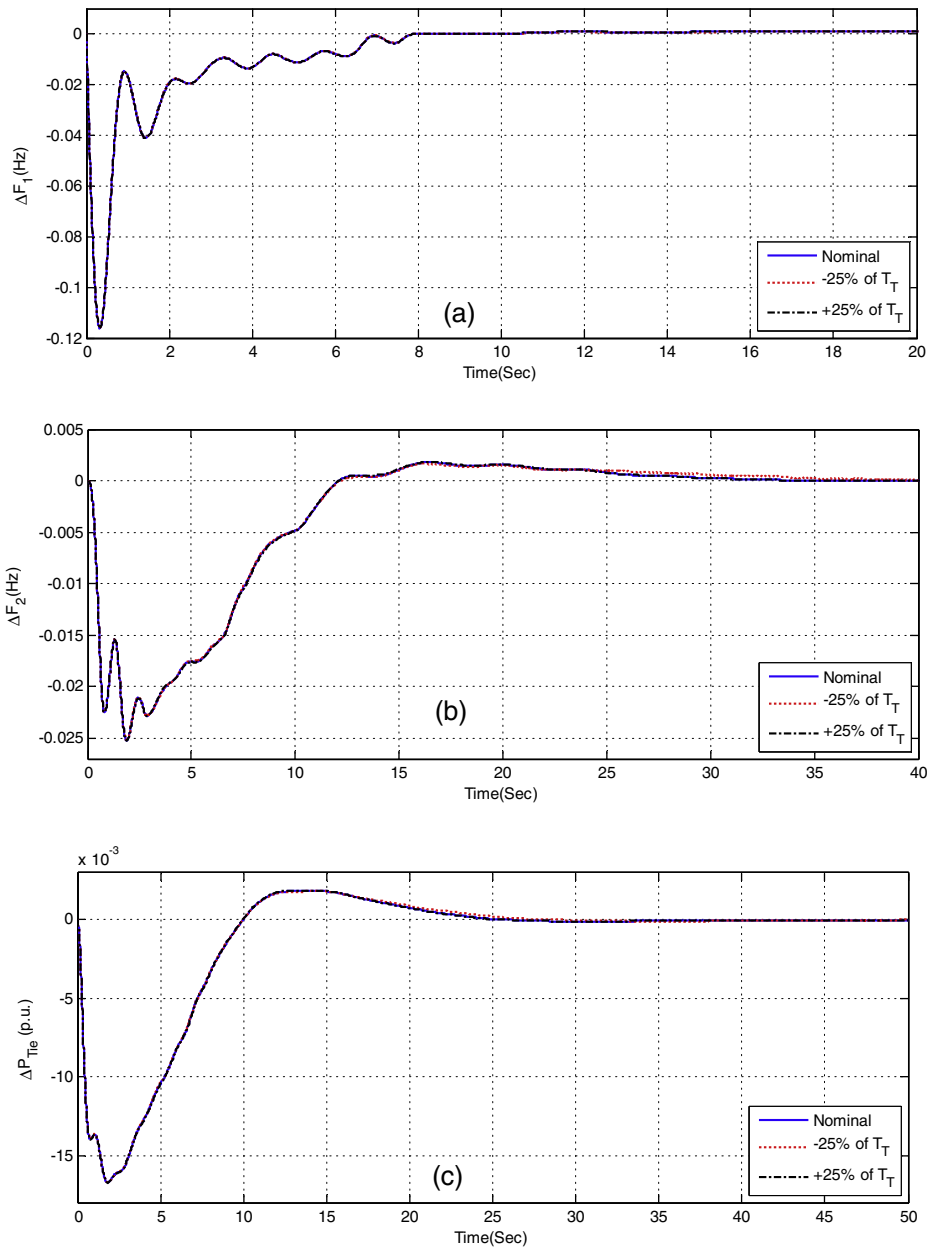 0
-0.02
-0.04
-0.06
-0.08
-0.1
-0.12
ΔF1(Hz)
Nominal
-25% of TT
+25% of TT
(a)
0 2 4 6 8 10 12 14 16 18 20
Time(Sec)
0.005
0
-0.005
-0.01
-0.015
-0.02
-0.025
ΔF2(Hz)
Nominal
-25% of TT
+25% of TT
(b)
0 5 10 15 20 25 30 35 40
Time(Sec)
x 10-3
0
-5
-10
-15
ΔPTie (p.u.)
Nominal
-25% of TT
+25% of TT
(c)
0 5 10 15 20 25 30 35 40 45 50
Time(Sec)